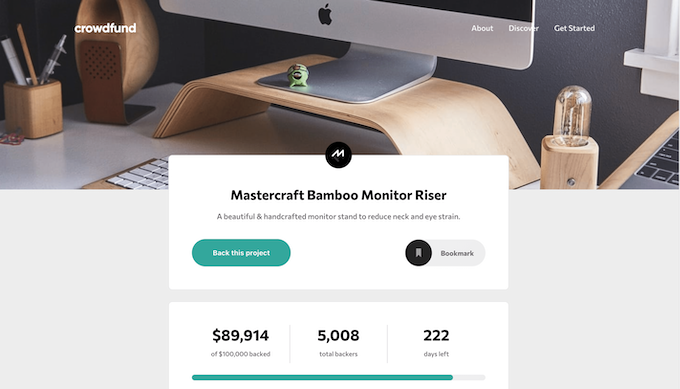 crowdfund
About
Discover
Get Started
Mastercraft Bamboo Monitor Riser
A beautiful & handcrafted monitor stand to reduce neck and eye strain.
Back this project
Bookmark
$89,914
5,008
222
of $100,000 backed
total backers
days left